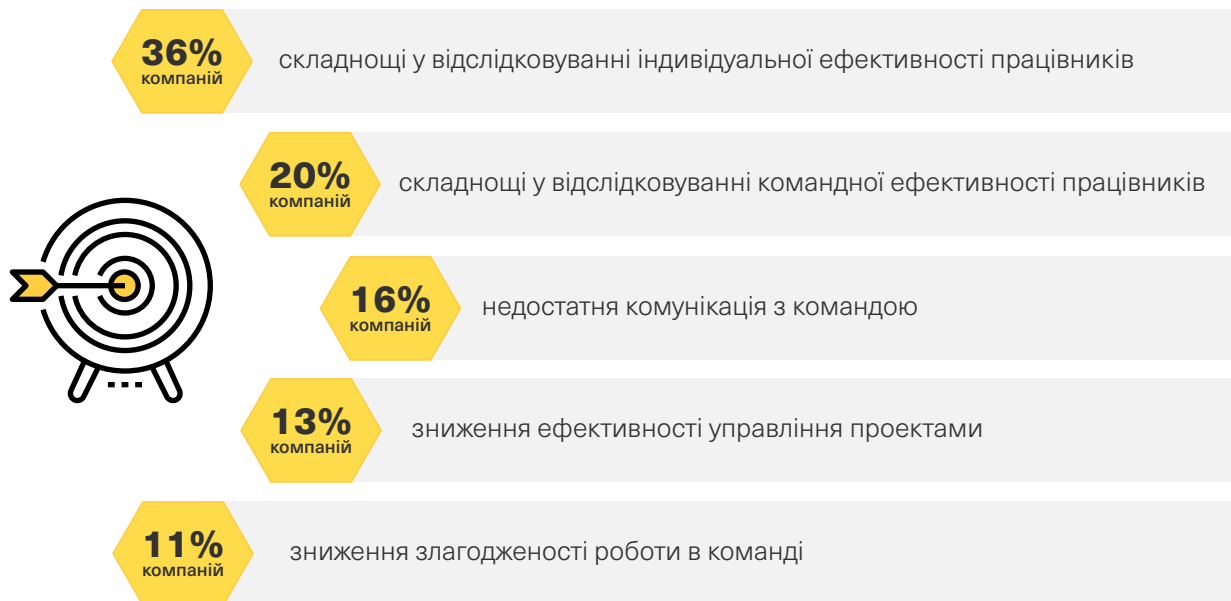 36%
компаній
складнощі у відслідковуванні індивідуальної ефективності працівників
20%
компаній
складнощі у відслідковуванні командної ефективності працівників
16%
компаній
недостатня комунікація з командою
13%
компаній
зниження ефективності управління проектами
11%
компаній
зниження злагодженості роботи в команді